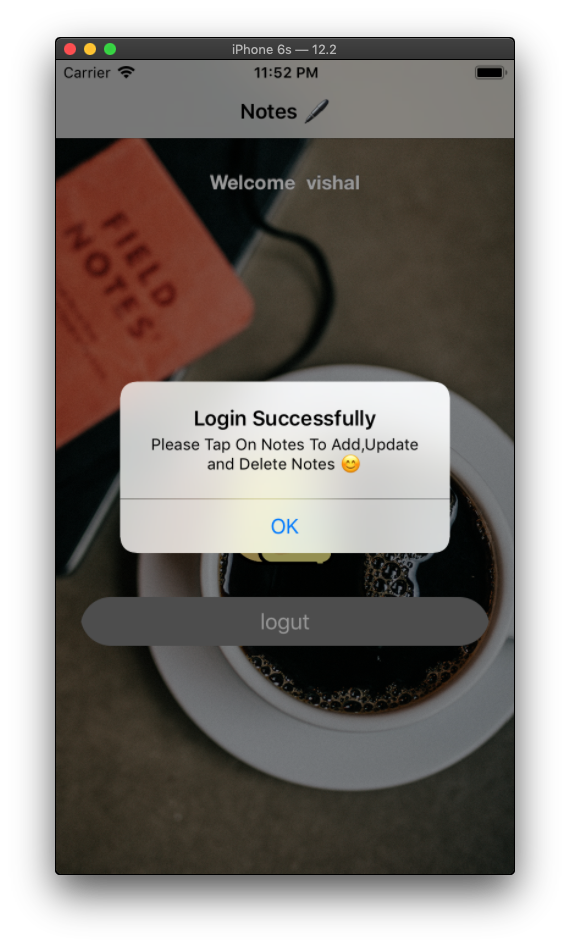 iPhone 6s — 12.2
Carrier 11:52 PM
Notes 🖋
Welcome vishal
FIELD
NOTES
Login Successfully
Please Tap On Notes To Add,Update
and Delete Notes 😊
OK
logut